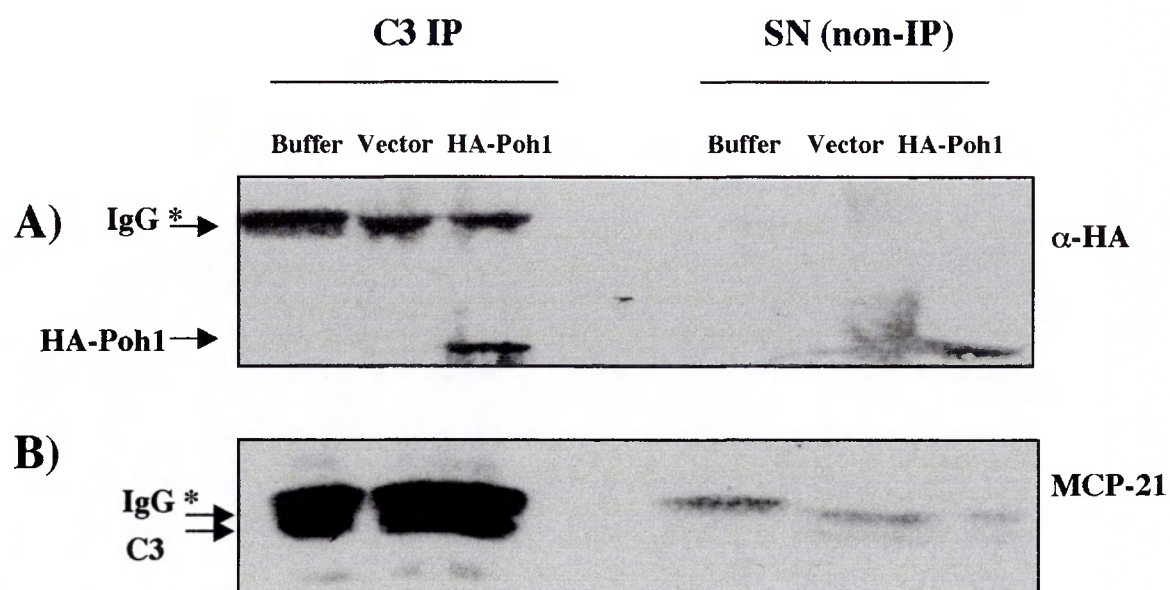 C3 IP SN (non-IP)
Buffer Vector HA-Poh1 Buffer Vector HA-Poh1
A) IgG * α-HA
HA-Poh1
B) IgG * MCP-21
C3